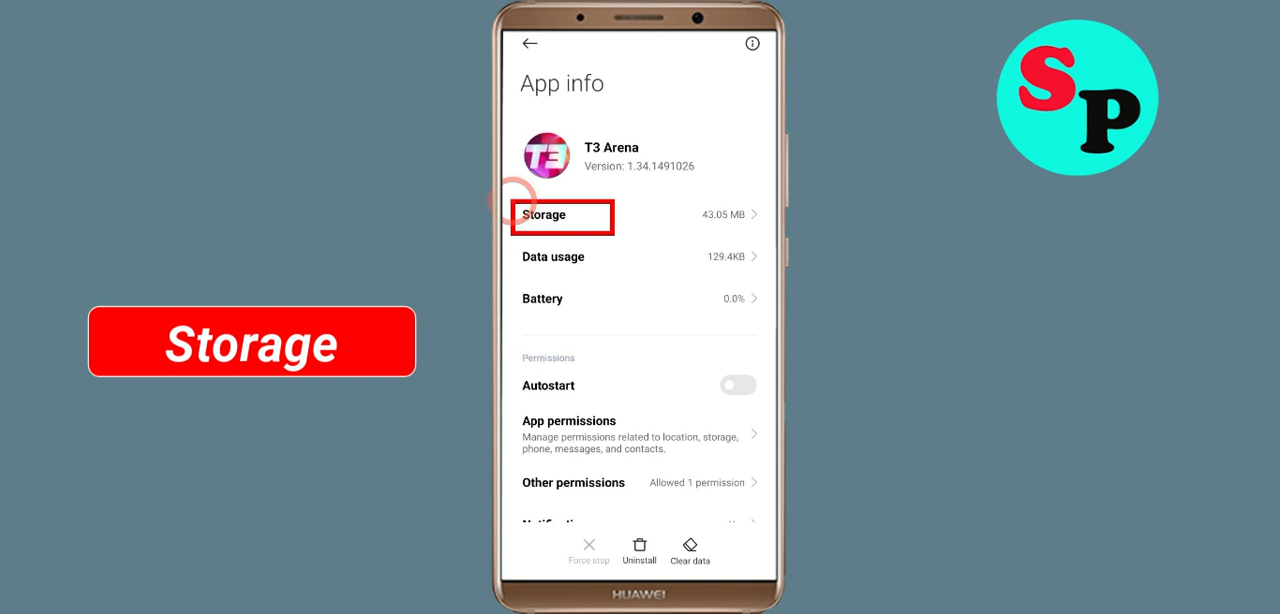 App info
T3
T3 Arena
Version: 1.34.1491026
Storage 43.05 MB
Data usage 129.4KB
Battery 0.0%
Permissions
Autostart
App permissions
Manage permissions related to location, storage,
phone, messages, and contacts.
Other permissions Allowed 1 permission
Force stop Uninstall Clear data
HUAWEI
Storage
SP